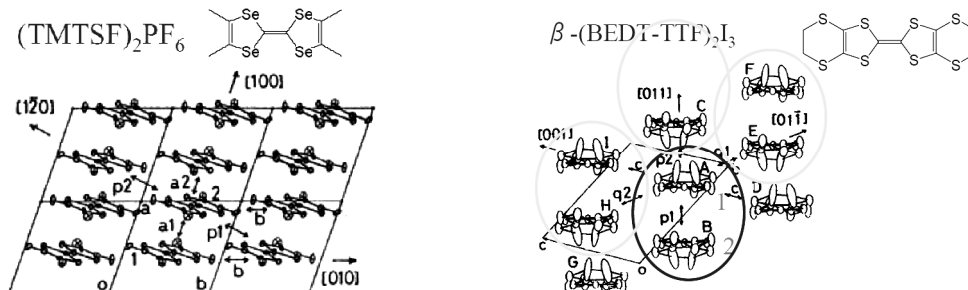 (TMTSF)₂PF₆
Se
Se
Se
Se
[100]
[1̄20]
p2
a2
2
a
b
a1
p1
1
b
o
b
[010]
β-(BEDT-TTF)₂I₃
S
S
S
S
S
S
S
S
F
[011]
C
[011̄]
[001̄
I
E
q1
p2
A
c
c
D
q2
1
H
p1
B
2
c
G
o